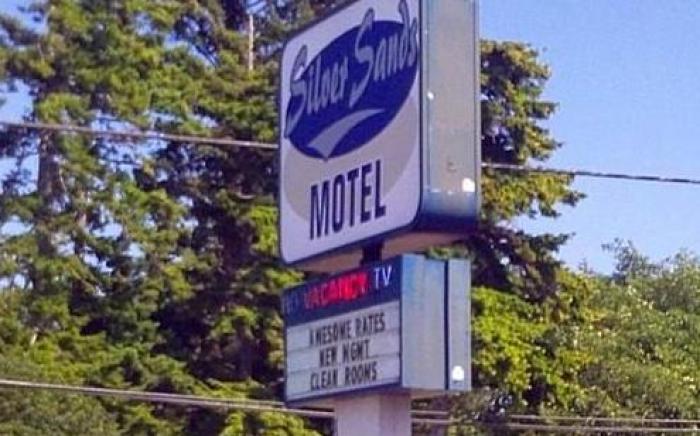 Silver Sands
MOTEL
VACANCY TV
AWESOME RATES
NEW MGMT
CLEAN ROOMS